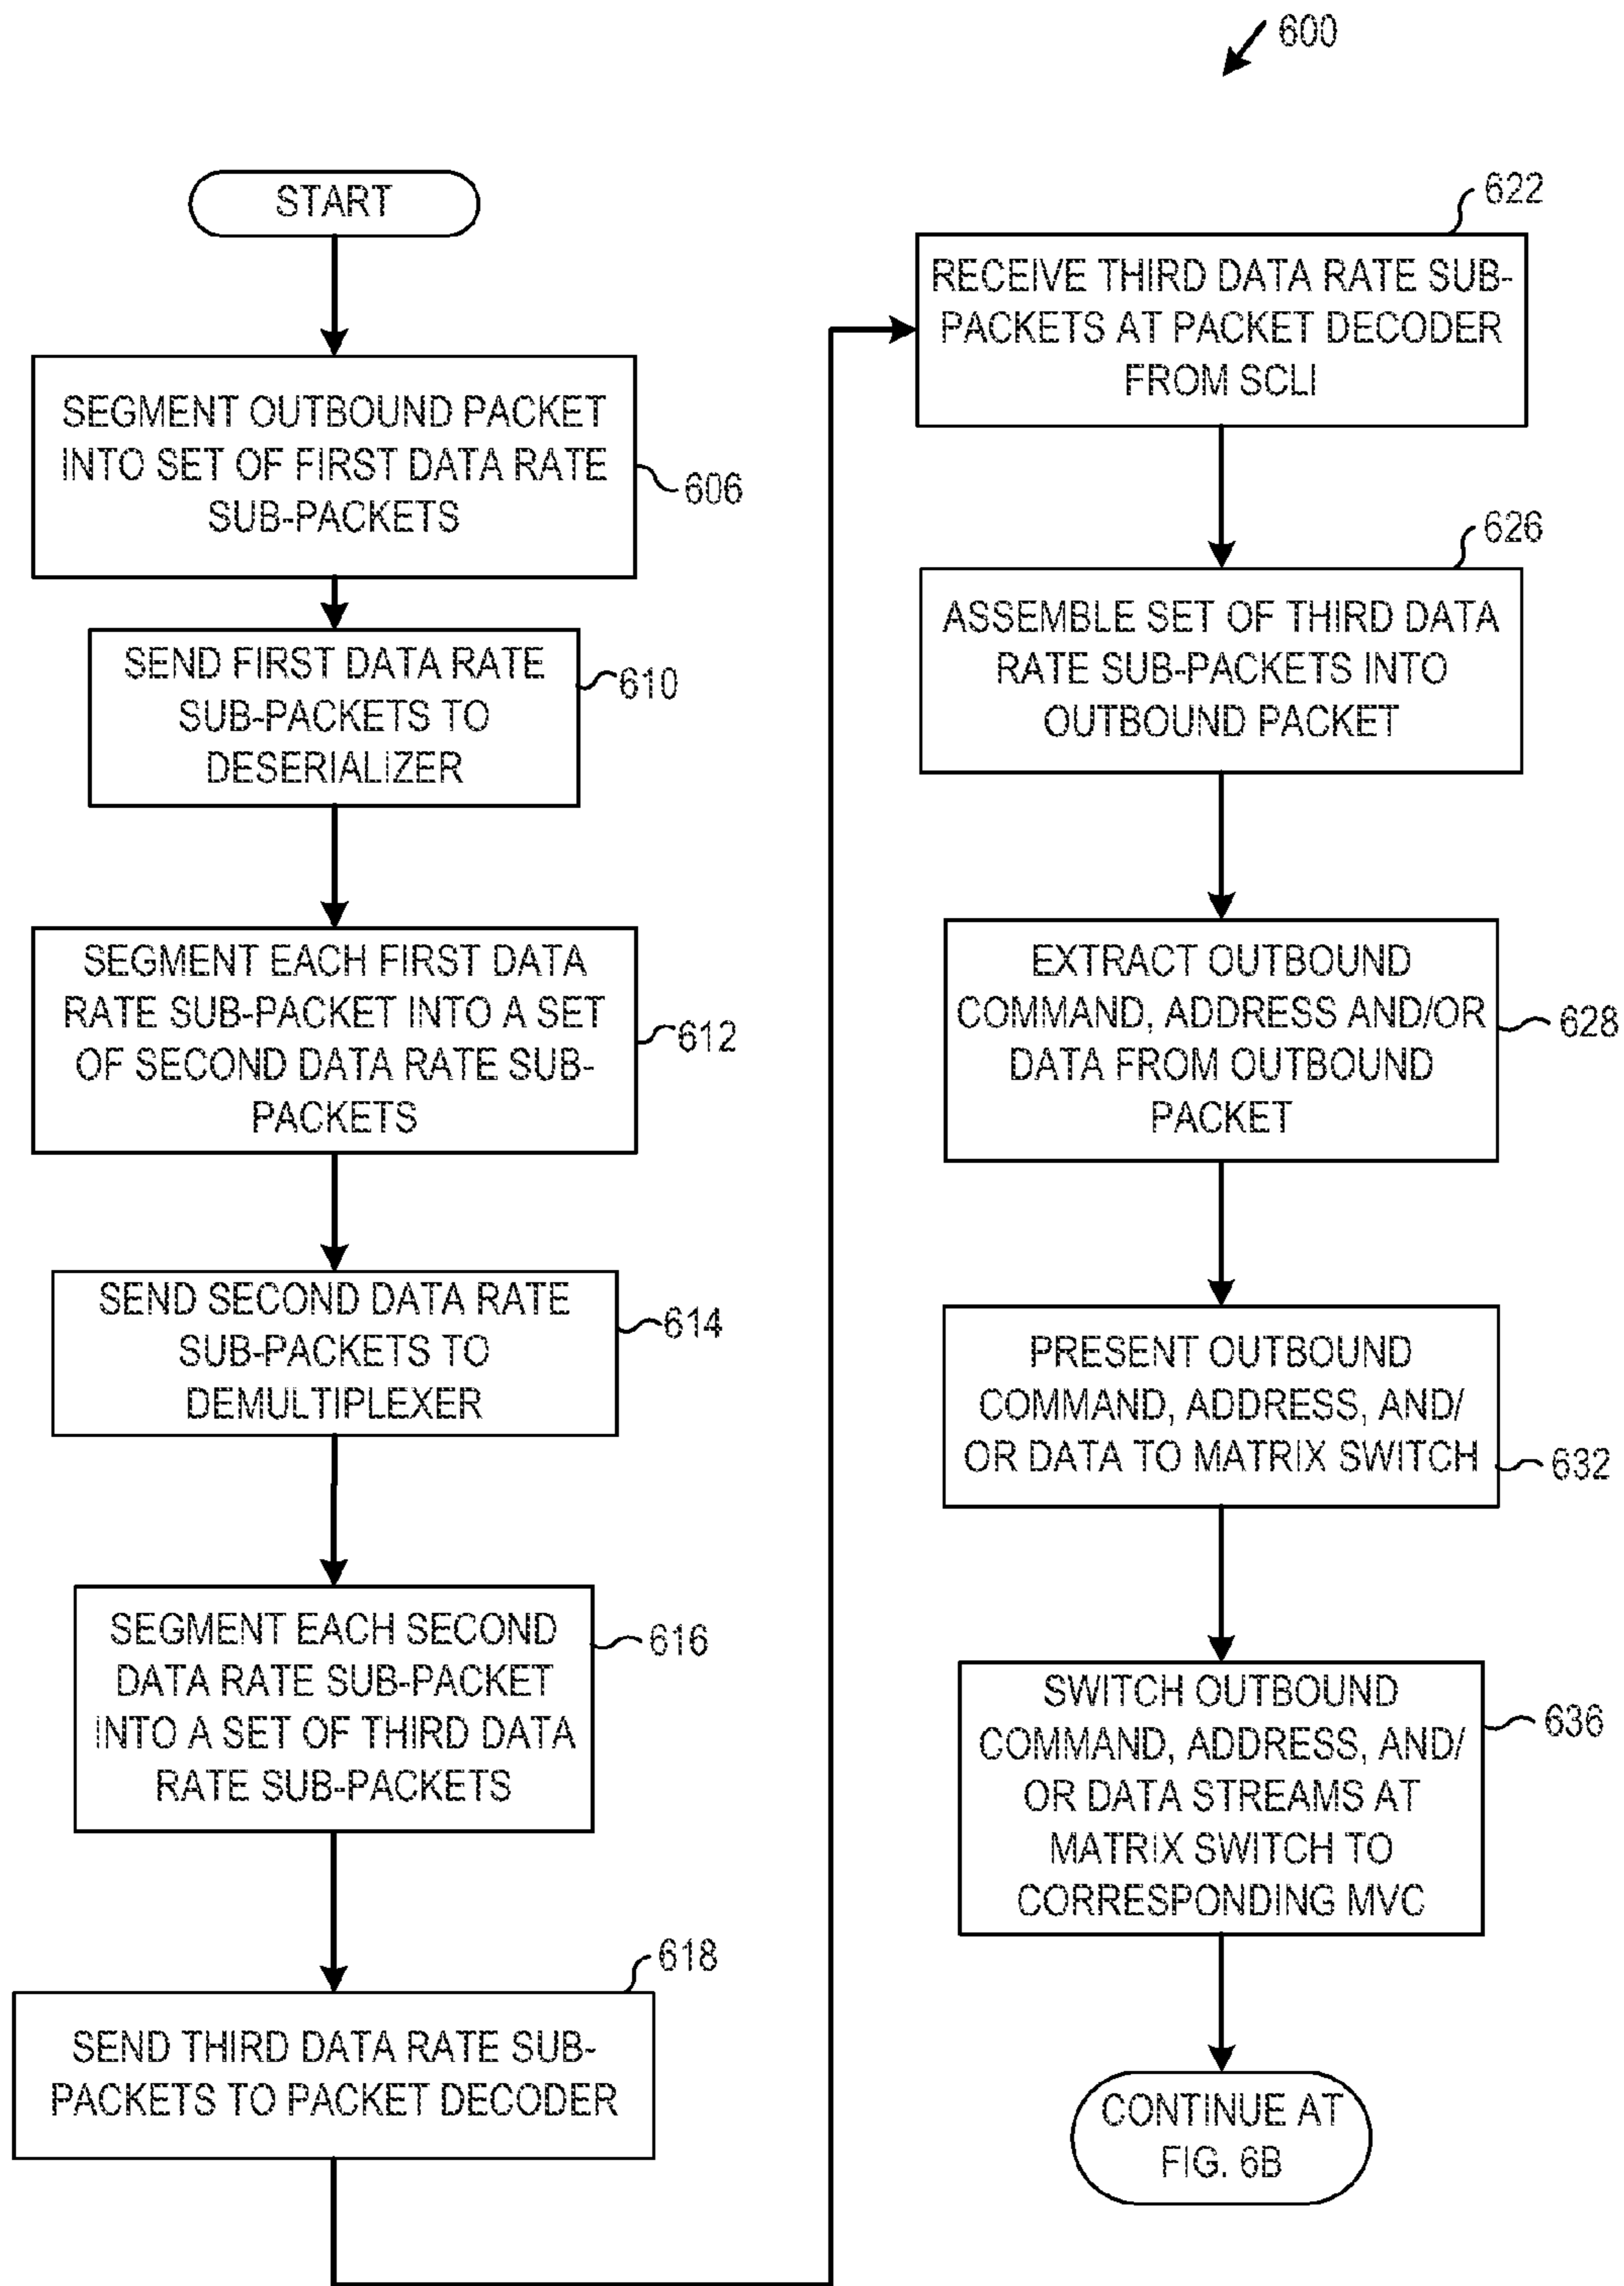 600
START
SEGMENT OUTBOUND PACKET
INTO SET OF FIRST DATA RATE
SUB-PACKETS
606
SEND FIRST DATA RATE
SUB-PACKETS TO
DESERIALIZER
610
SEGMENT EACH FIRST DATA
RATE SUB-PACKET INTO A SET
OF SECOND DATA RATE SUB-
PACKETS
612
SEND SECOND DATA RATE
SUB-PACKETS TO
DEMULTIPLEXER
614
SEGMENT EACH SECOND
DATA RATE SUB-PACKET
INTO A SET OF THIRD DATA
RATE SUB-PACKETS
616
618
SEND THIRD DATA RATE SUB-
PACKETS TO PACKET DECODER
622
RECEIVE THIRD DATA RATE SUB-
PACKETS AT PACKET DECODER
FROM SCLI
626
ASSEMBLE SET OF THIRD DATA
RATE SUB-PACKETS INTO
OUTBOUND PACKET
EXTRACT OUTBOUND
COMMAND, ADDRESS AND/OR
DATA FROM OUTBOUND
PACKET
628
PRESENT OUTBOUND
COMMAND, ADDRESS, AND/
OR DATA TO MATRIX SWITCH
632
SWITCH OUTBOUND
COMMAND, ADDRESS, AND/
OR DATA STREAMS AT
MATRIX SWITCH TO
CORRESPONDING MVC
636
CONTINUE AT
FIG. 6B